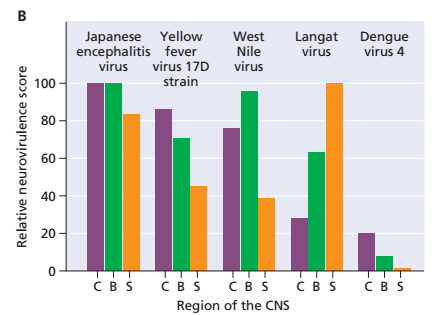 B
Japanese
encephalitis
virus
Yellow
fever
virus 17D
strain
West
Nile
virus
Langat
virus
Dengue
virus 4
Relative neurovirulence score
100
80
60
40
20
0
C B S C B S C B S C B S C B S
Region of the CNS